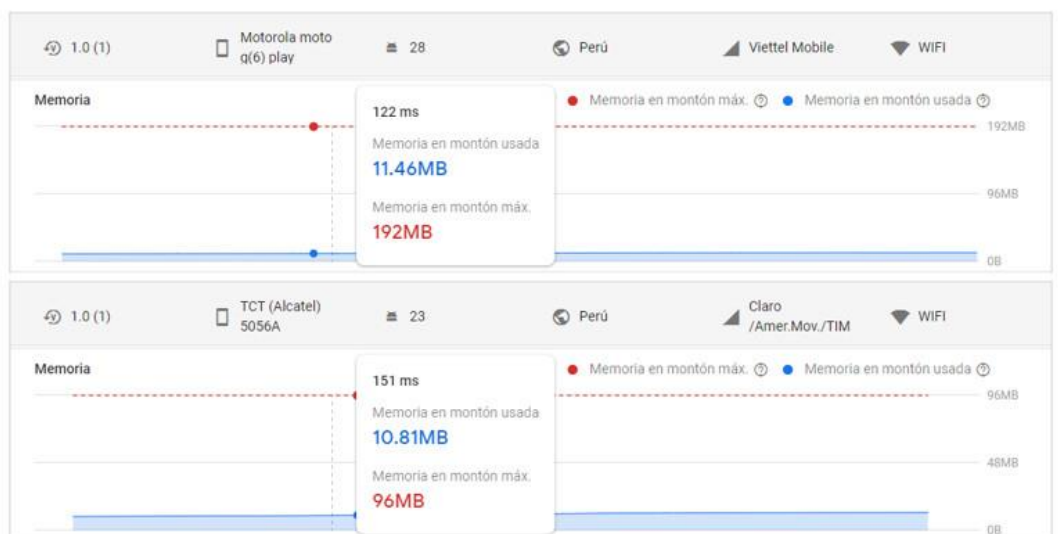 1.0 (1)
Motorola moto
g(6) play
28
Perú
Viettel Mobile
WIFI
Memoria
122 ms
Memoria en montón usada
11.46MB
Memoria en montón máx.
192MB
Memoria en montón máx.
Memoria en montón usada
192MB
96MB
0B
1.0 (1)
TCT (Alcatel)
5056A
23
Perú
Claro
/Amer.Mov./TIM
WIFI
Memoria
151 ms
Memoria en montón usada
10.81MB
Memoria en montón máx.
96MB
Memoria en montón máx.
Memoria en montón usada
96MB
48MB
0B